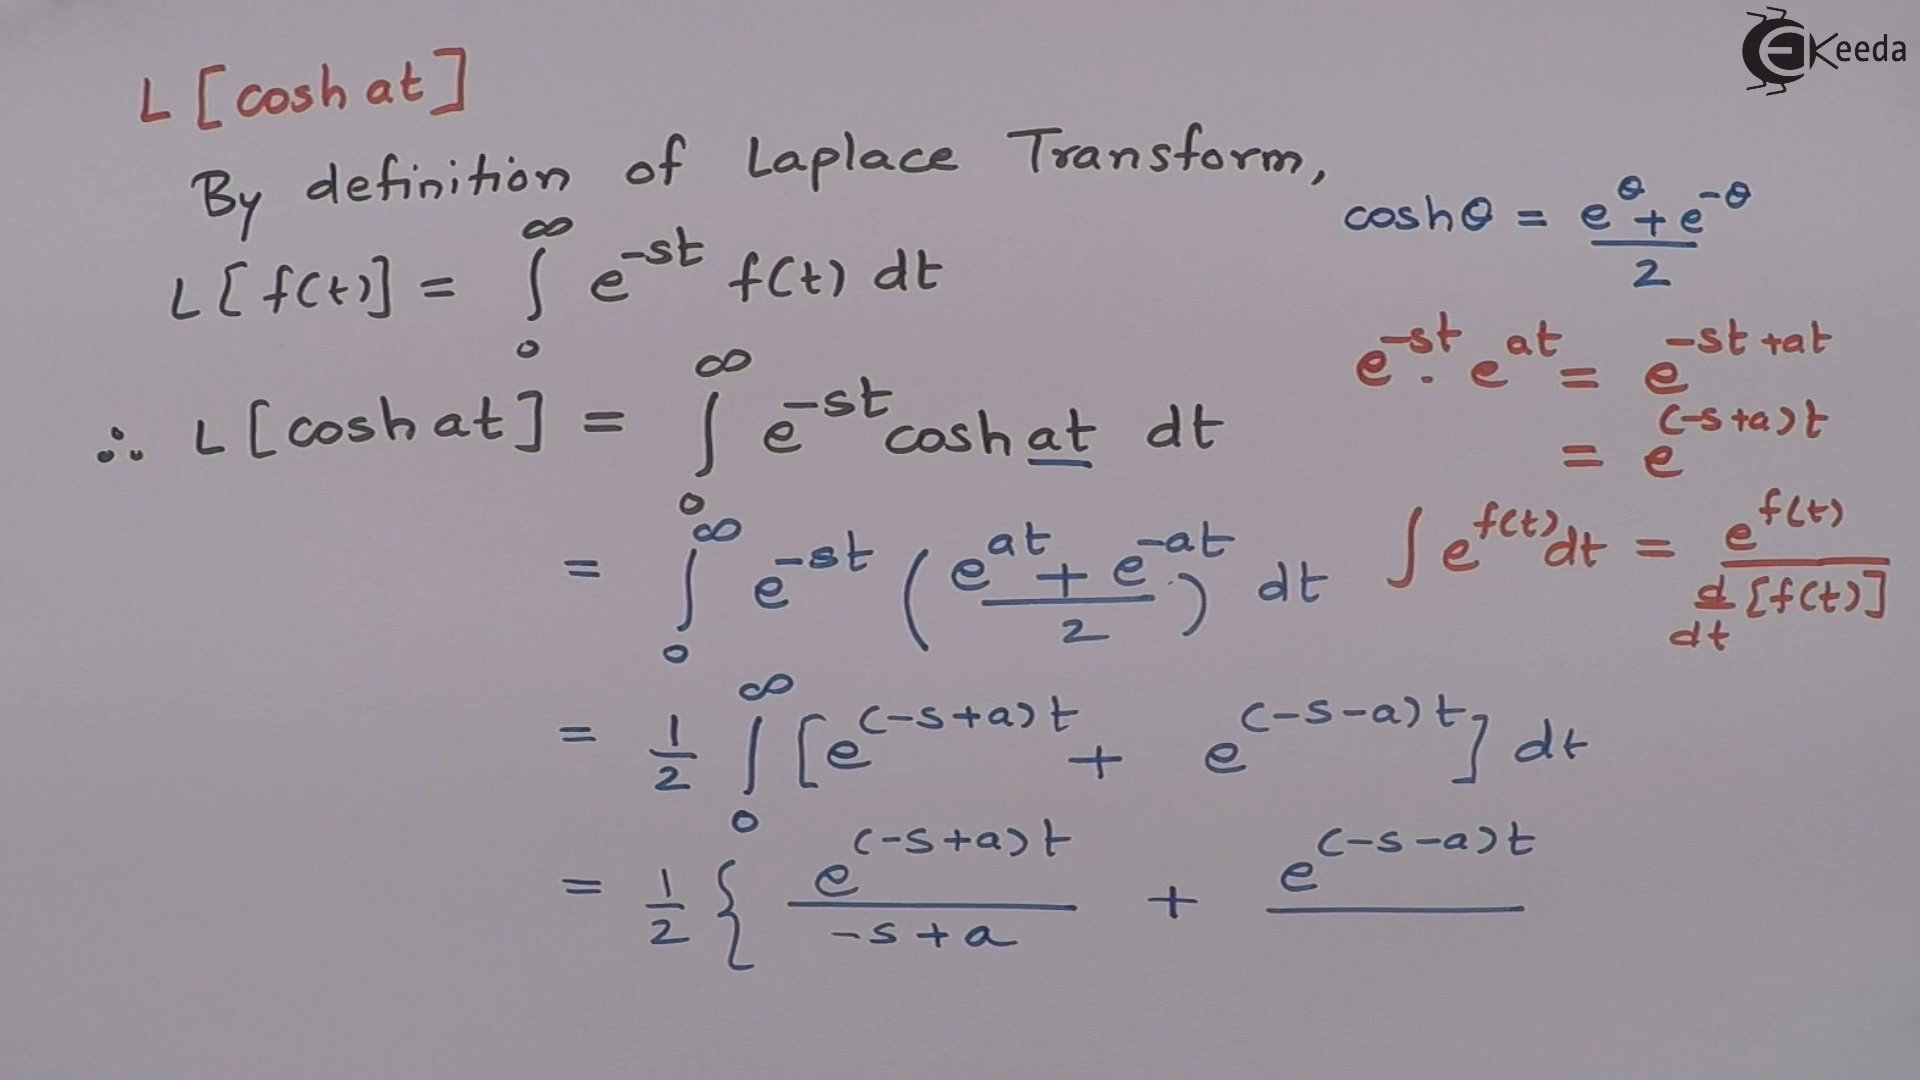 L[cosh at]
By definition of Laplace Transform,
L[f(t)] = ∫₀^∞ e^{-st} f(t) dt
∴ L[cosh at] = ∫₀^∞ e^{-st} cosh at dt
= ∫₀^∞ e^{-st} ( (e^{at} + e^{-at}) / 2 ) dt
= 1/2 ∫₀^∞ [e^{(-s+a)t} + e^{(-s-a)t}] dt
= 1/2 { e^{(-s+a)t} / (-s+a) + e^{(-s-a)t}
Keeda
coshθ = (e^θ + e^{-θ}) / 2
e^{-st} . e^{at} = e^{-st+at}
= e^{(-s+a)t}
∫ e^{f(t)} dt = e^{f(t)} / (d/dt [f(t)])